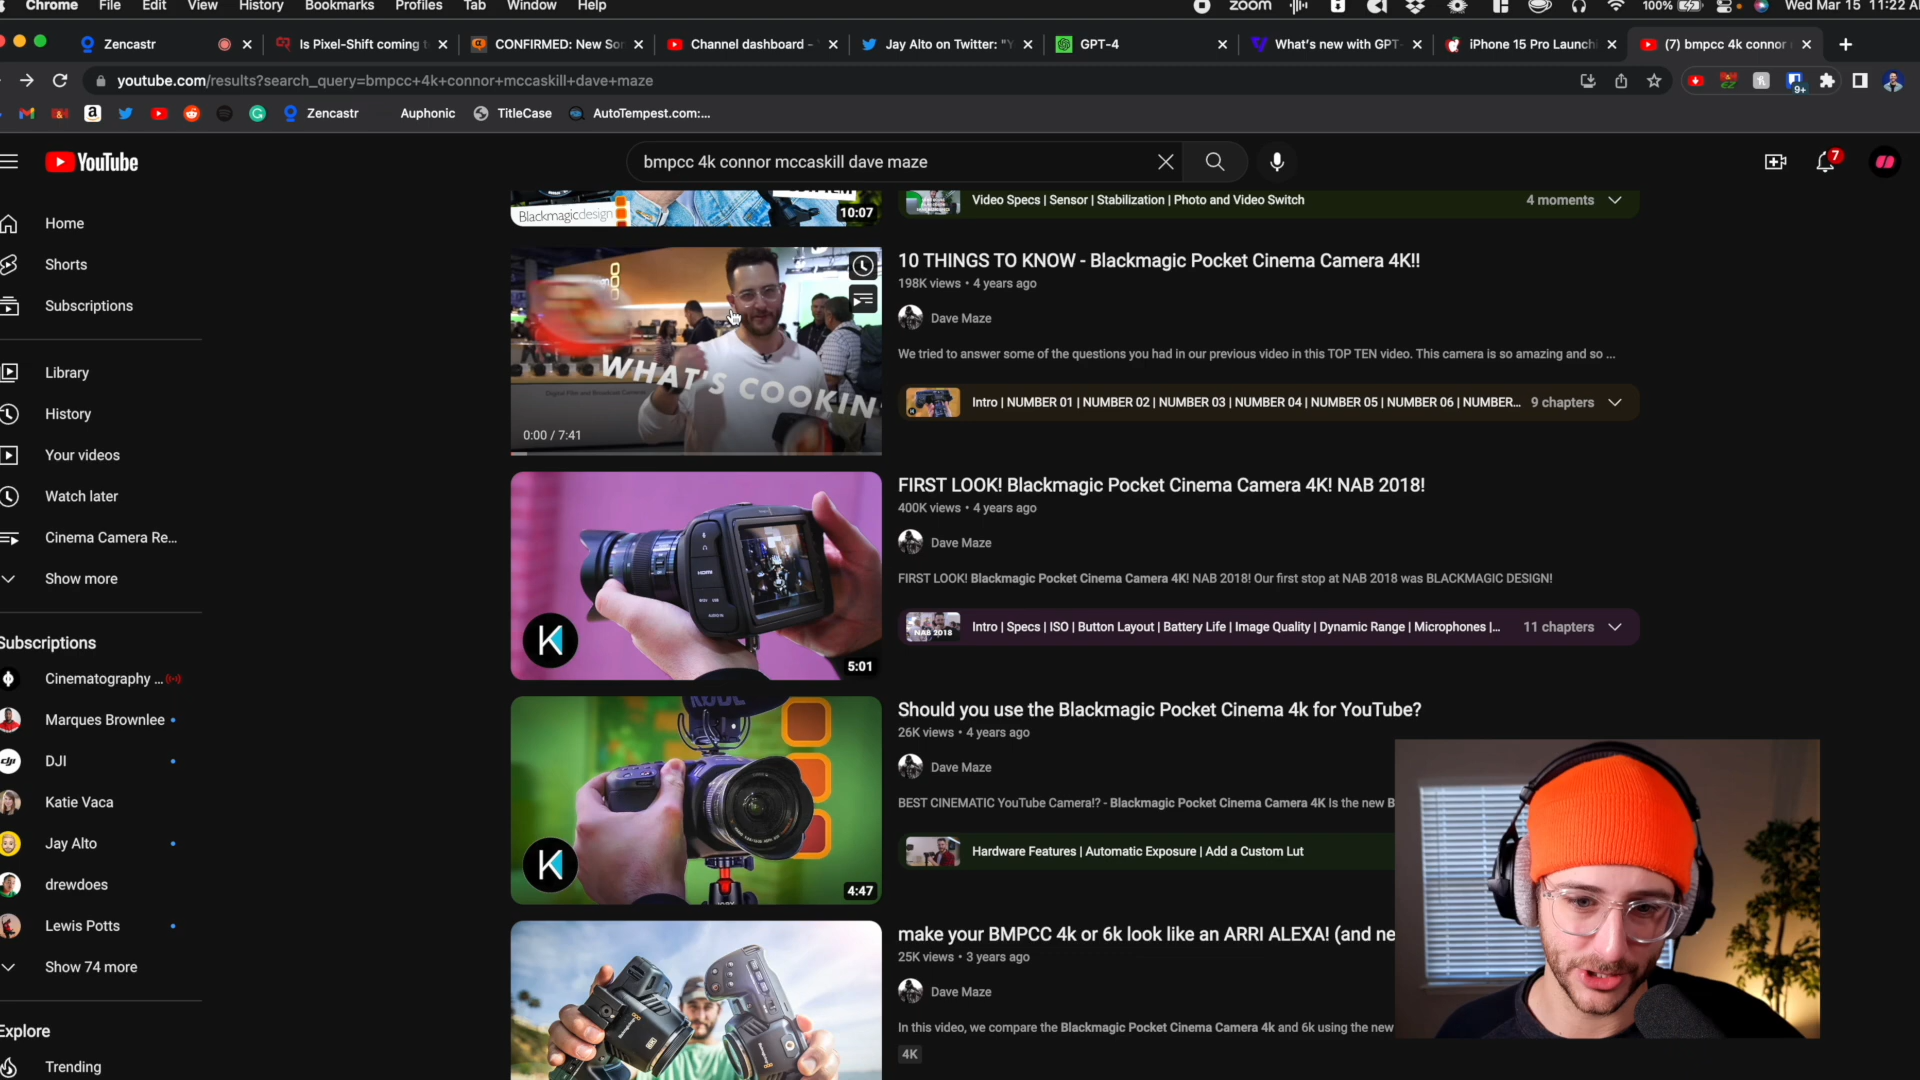 Chrome File Edit View History Bookmarks Profiles Tab Window Help zoom 100% Wed Mar 15 11:22
Zencastr Is Pixel-Shift coming CONFIRMED: New So Channel dashboard - Jay Alto on Twitter: "Y GPT-4 What's new with GPT- iPhone 15 Pro Launch (7) bmpcc 4k connor
youtube.com/results?search_query=bmpcc+4k+connor+mccaskill+dave+maze 9+
Zencastr Auphonic TitleCase AutoTempest.com:...
YouTube bmpcc 4k connor mccaskill dave maze 7
Home
Shorts
Subscriptions
Library
History
Your videos
Watch later
Cinema Camera Re...
Show more
Subscriptions
Cinematography ...
Marques Brownlee
DJI
Katie Vaca
Jay Alto
drewdoes
Lewis Potts
Show 74 more
Explore
Trending
Blackmagicdesign
10:07
Video Specs | Sensor | Stabilization | Photo and Video Switch 4 moments
WHAT'S COOKIN
0:00 / 7:41
10 THINGS TO KNOW - Blackmagic Pocket Cinema Camera 4K!!
198K views • 4 years ago
Dave Maze
We tried to answer some of the questions you had in our previous video in this TOP TEN video. This camera is so amazing and so ...
Intro | NUMBER 01 | NUMBER 02 | NUMBER 03 | NUMBER 04 | NUMBER 05 | NUMBER 06 | NUMBER... 9 chapters
K
5:01
FIRST LOOK! Blackmagic Pocket Cinema Camera 4K! NAB 2018!
400K views • 4 years ago
Dave Maze
FIRST LOOK! Blackmagic Pocket Cinema Camera 4K! NAB 2018! Our first stop at NAB 2018 was BLACKMAGIC DESIGN!
NAB 2018
Intro | Specs | ISO | Button Layout | Battery Life | Image Quality | Dynamic Range | Microphones |... 11 chapters
RODE
K
4:47
Should you use the Blackmagic Pocket Cinema 4k for YouTube?
26K views • 4 years ago
Dave Maze
BEST CINEMATIC YouTube Camera!? - Blackmagic Pocket Cinema Camera 4K Is the new B
Hardware Features | Automatic Exposure | Add a Custom Lut
make your BMPCC 4k or 6k look like an ARRI ALEXA! (and ne
25K views • 3 years ago
Dave Maze
In this video, we compare the Blackmagic Pocket Cinema Camera 4k and 6k using the new
4K